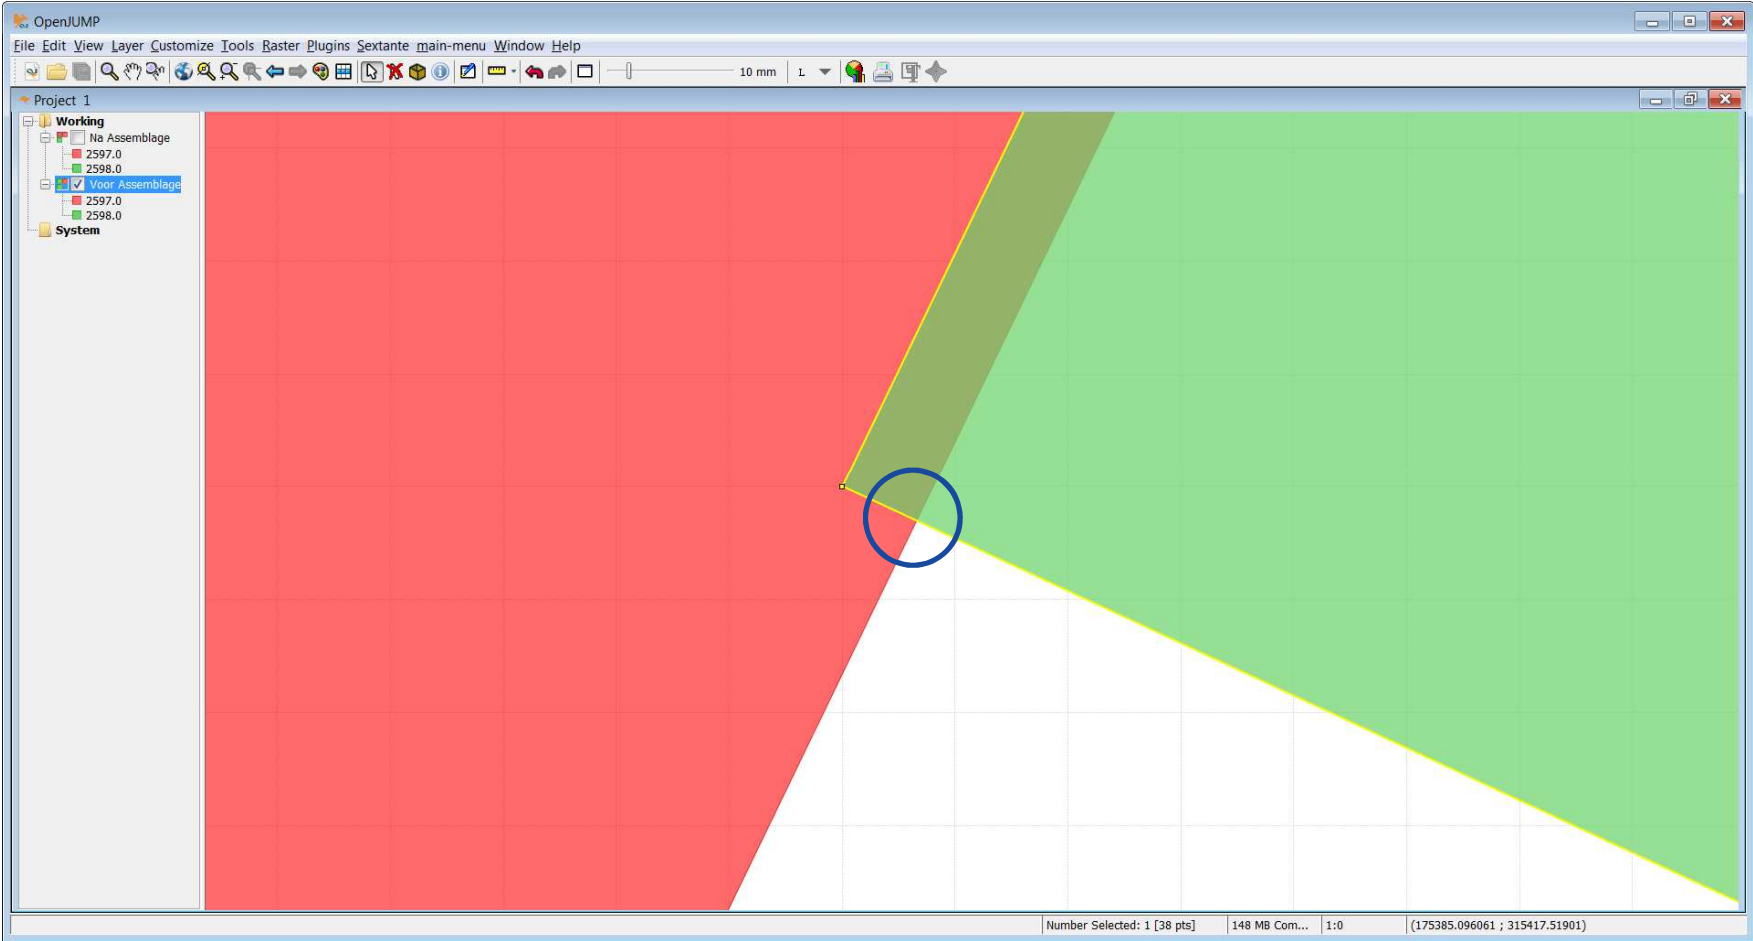 OpenJUMP
File Edit View Layer Customize Tools Raster Plugins Sextante main-menu Window Help
10 mm L
Project 1
Working
Na Assemblage
2597.0
2598.0
Voor Assemblage
2597.0
2598.0
System
Number Selected: 1 [38 pts] 148 MB Com... 1:0 (175385.096061 ; 315417.51901)